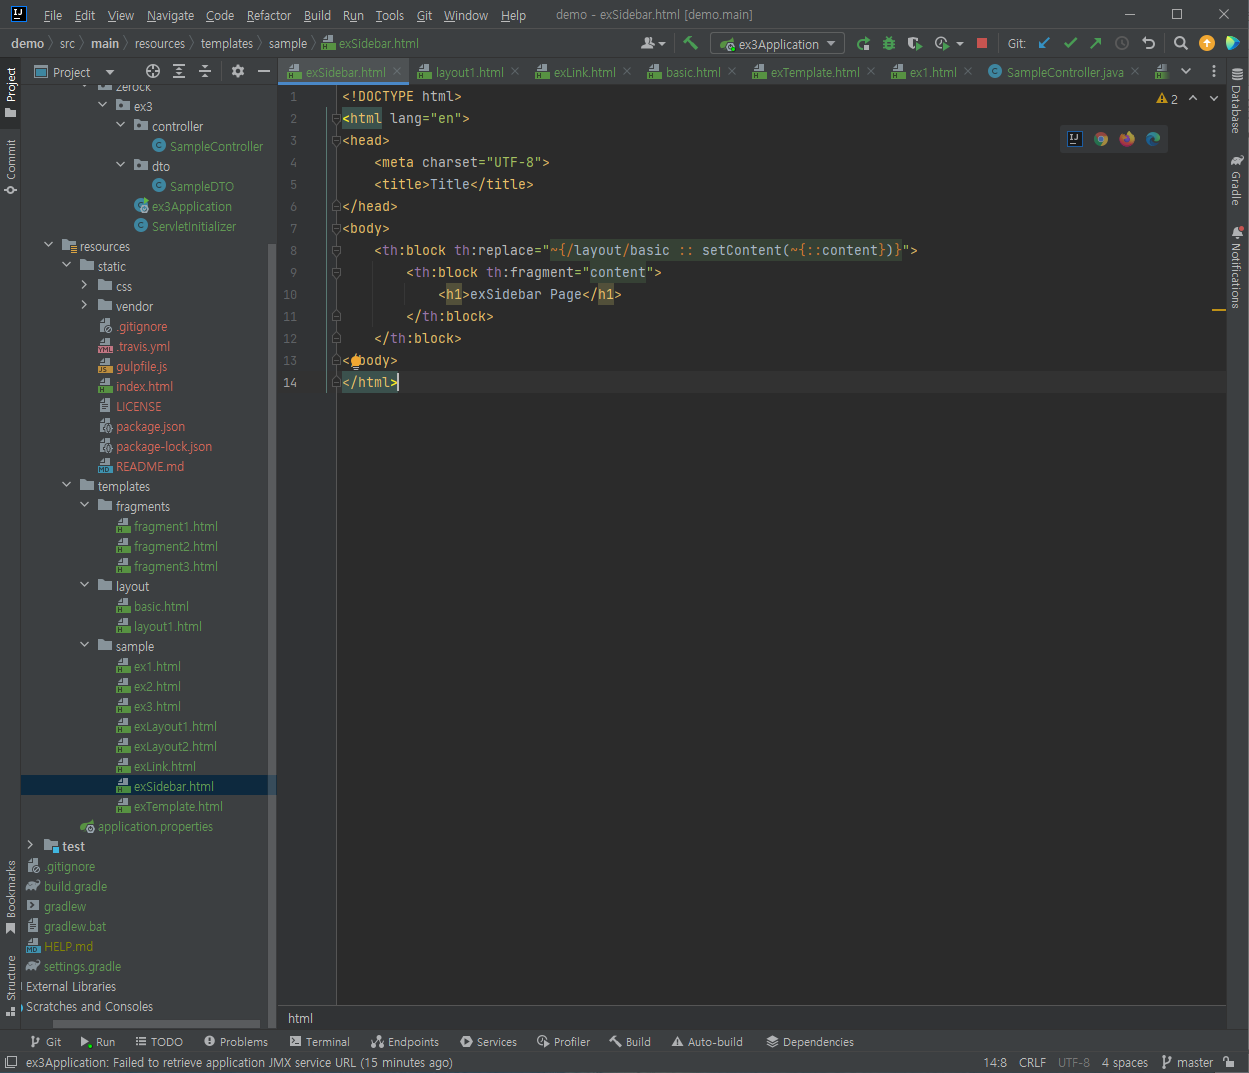 File Edit View Navigate Code Refactor Build Run Tools Git Window Help demo - exSidebar.html [demo.main]
demo src main resources templates sample exSidebar.html ex3Application Git:
Project exSidebar.html layout1.html exLink.html basic.html exTemplate.html ex1.html SampleController.java
Project
Commit
Bookmarks
Structure
zerock
ex3
controller
SampleController
dto
SampleDTO
ex3Application
ServletInitializer
resources
static
css
vendor
.gitignore
.travis.yml
gulpfile.js
index.html
LICENSE
package.json
package-lock.json
README.md
templates
fragments
fragment1.html
fragment2.html
fragment3.html
layout
basic.html
layout1.html
sample
ex1.html
ex2.html
ex3.html
exLayout1.html
exLayout2.html
exLink.html
exSidebar.html
exTemplate.html
application.properties
test
.gitignore
build.gradle
gradlew
gradlew.bat
HELP.md
settings.gradle
External Libraries
Scratches and Consoles
1 <!DOCTYPE html>
2 <html lang="en">
3 <head>
4 <meta charset="UTF-8">
5 <title>Title</title>
6 </head>
7 <body>
8 <th:block th:replace="~{/layout/basic :: setContent(~{::content})}">
9 <th:block th:fragment="content">
10 <h1>exSidebar Page</h1>
11 </th:block>
12 </th:block>
13 < body>
14 </html>
2
Database
Gradle
Notifications
html
Git Run TODO Problems Terminal Endpoints Services Profiler Build Auto-build Dependencies
ex3Application: Failed to retrieve application JMX service URL (15 minutes ago) 14:8 CRLF UTF-8 4 spaces master